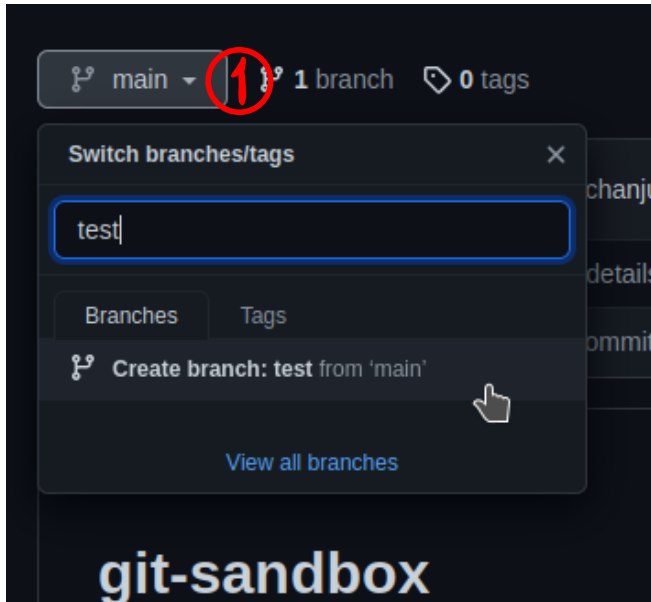 main 1 1 branch 0 tags
Switch branches/tags
test
Branches Tags
Create branch: test from ‘main’
View all branches
git-sandbox